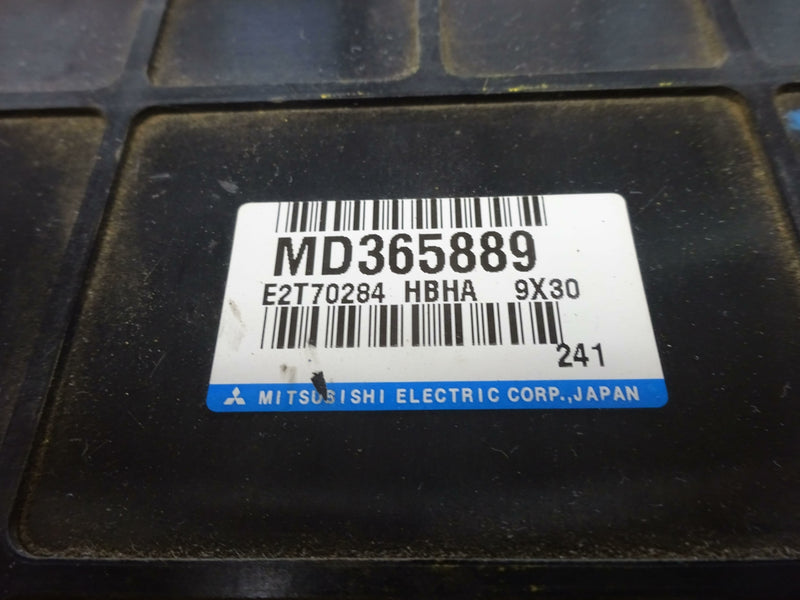 MD365889
E2T70284 HBHA 9X30
241
MITSUBISHI ELECTRIC CORP.,JAPAN